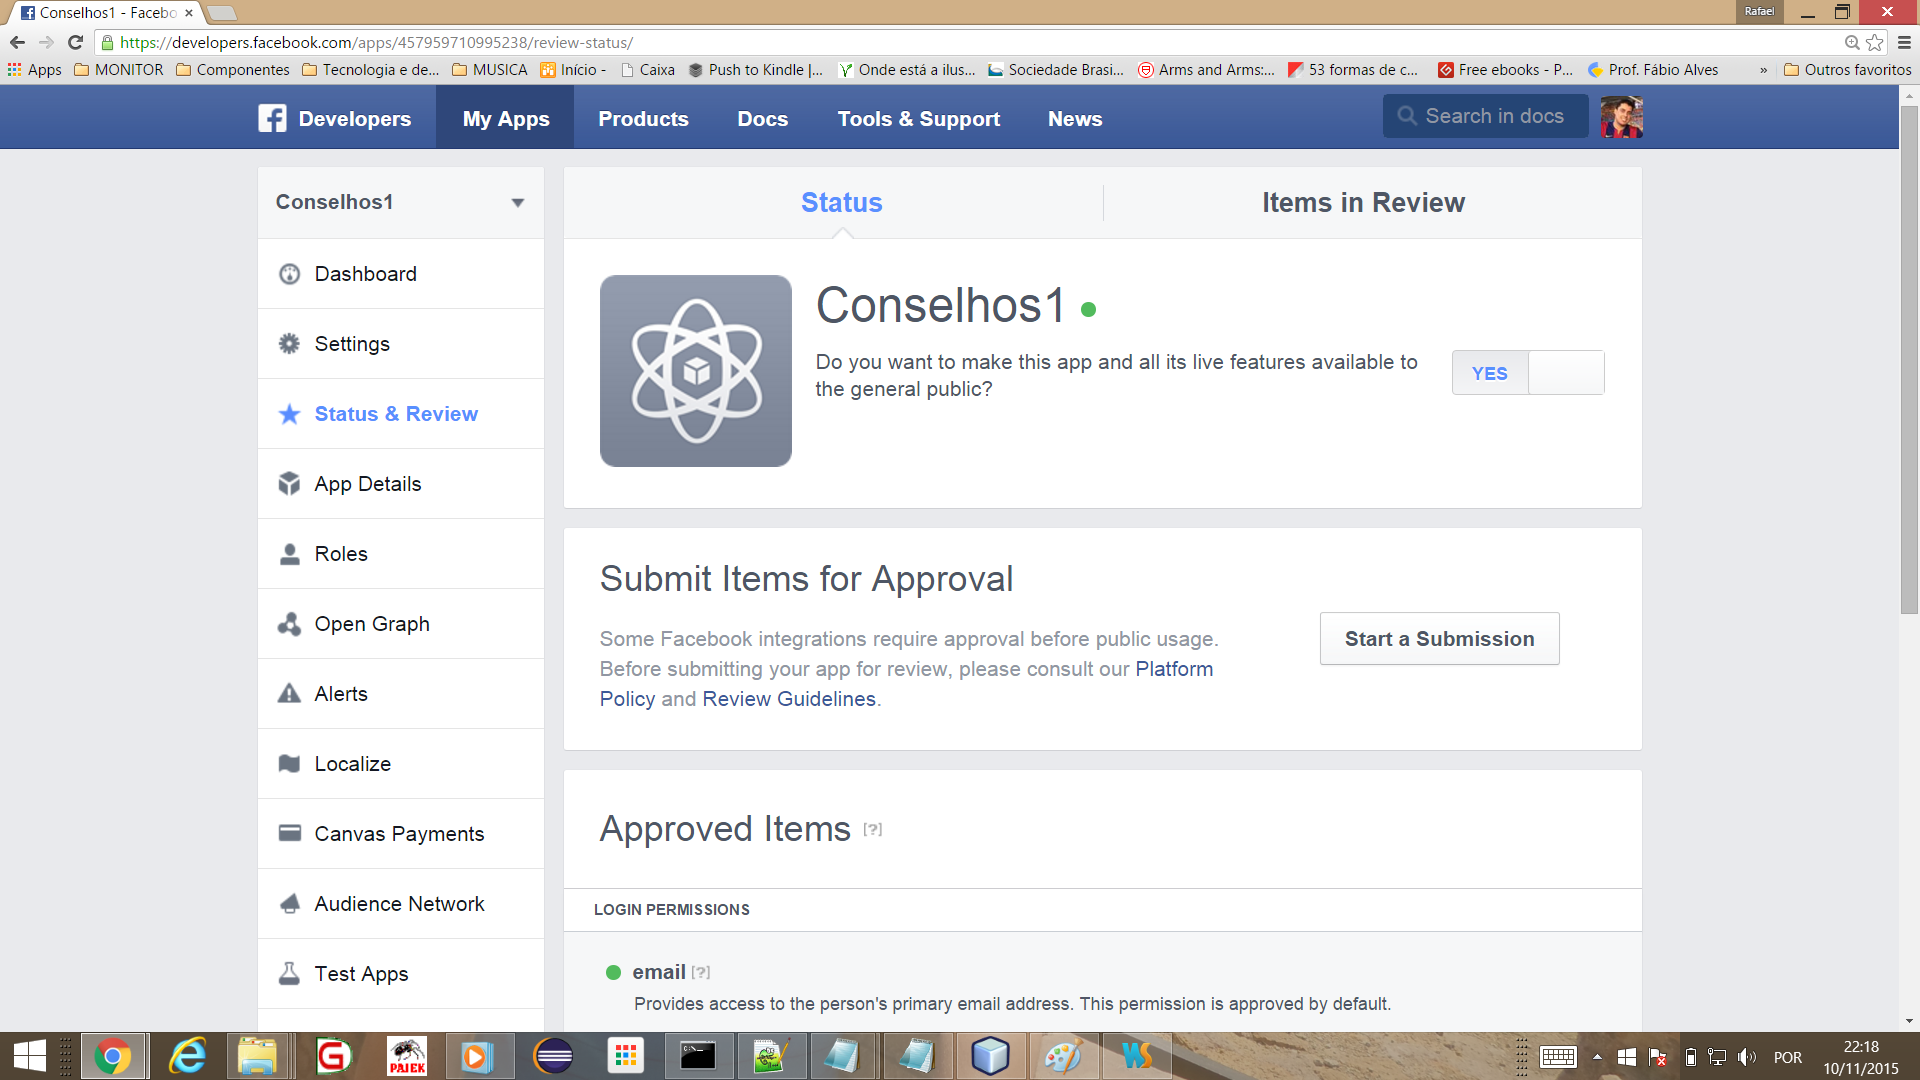 Conselhos1 - Facebo
Rafael
https://developers.facebook.com/apps/457959710995238/review-status/
Apps MONITOR Componentes Tecnologia e de... MUSICA Início - Caixa Push to Kindle |... Onde está a ilus... Sociedade Brasi... Arms and Arms:... 53 formas de c... Free ebooks - P... Prof. Fábio Alves » Outros favoritos
Developers My Apps Products Docs Tools & Support News Search in docs
Conselhos1
Dashboard
Settings
Status & Review
App Details
Roles
Open Graph
Alerts
Localize
Canvas Payments
Audience Network
Test Apps
Status Items in Review
Conselhos1
Do you want to make this app and all its live features available to
the general public?
YES
Submit Items for Approval
Some Facebook integrations require approval before public usage.
Before submitting your app for review, please consult our Platform
Policy and Review Guidelines.
Start a Submission
Approved Items [?]
LOGIN PERMISSIONS
email [?]
Provides access to the person's primary email address. This permission is approved by default.
PAJEK
POR
22:18
10/11/2015